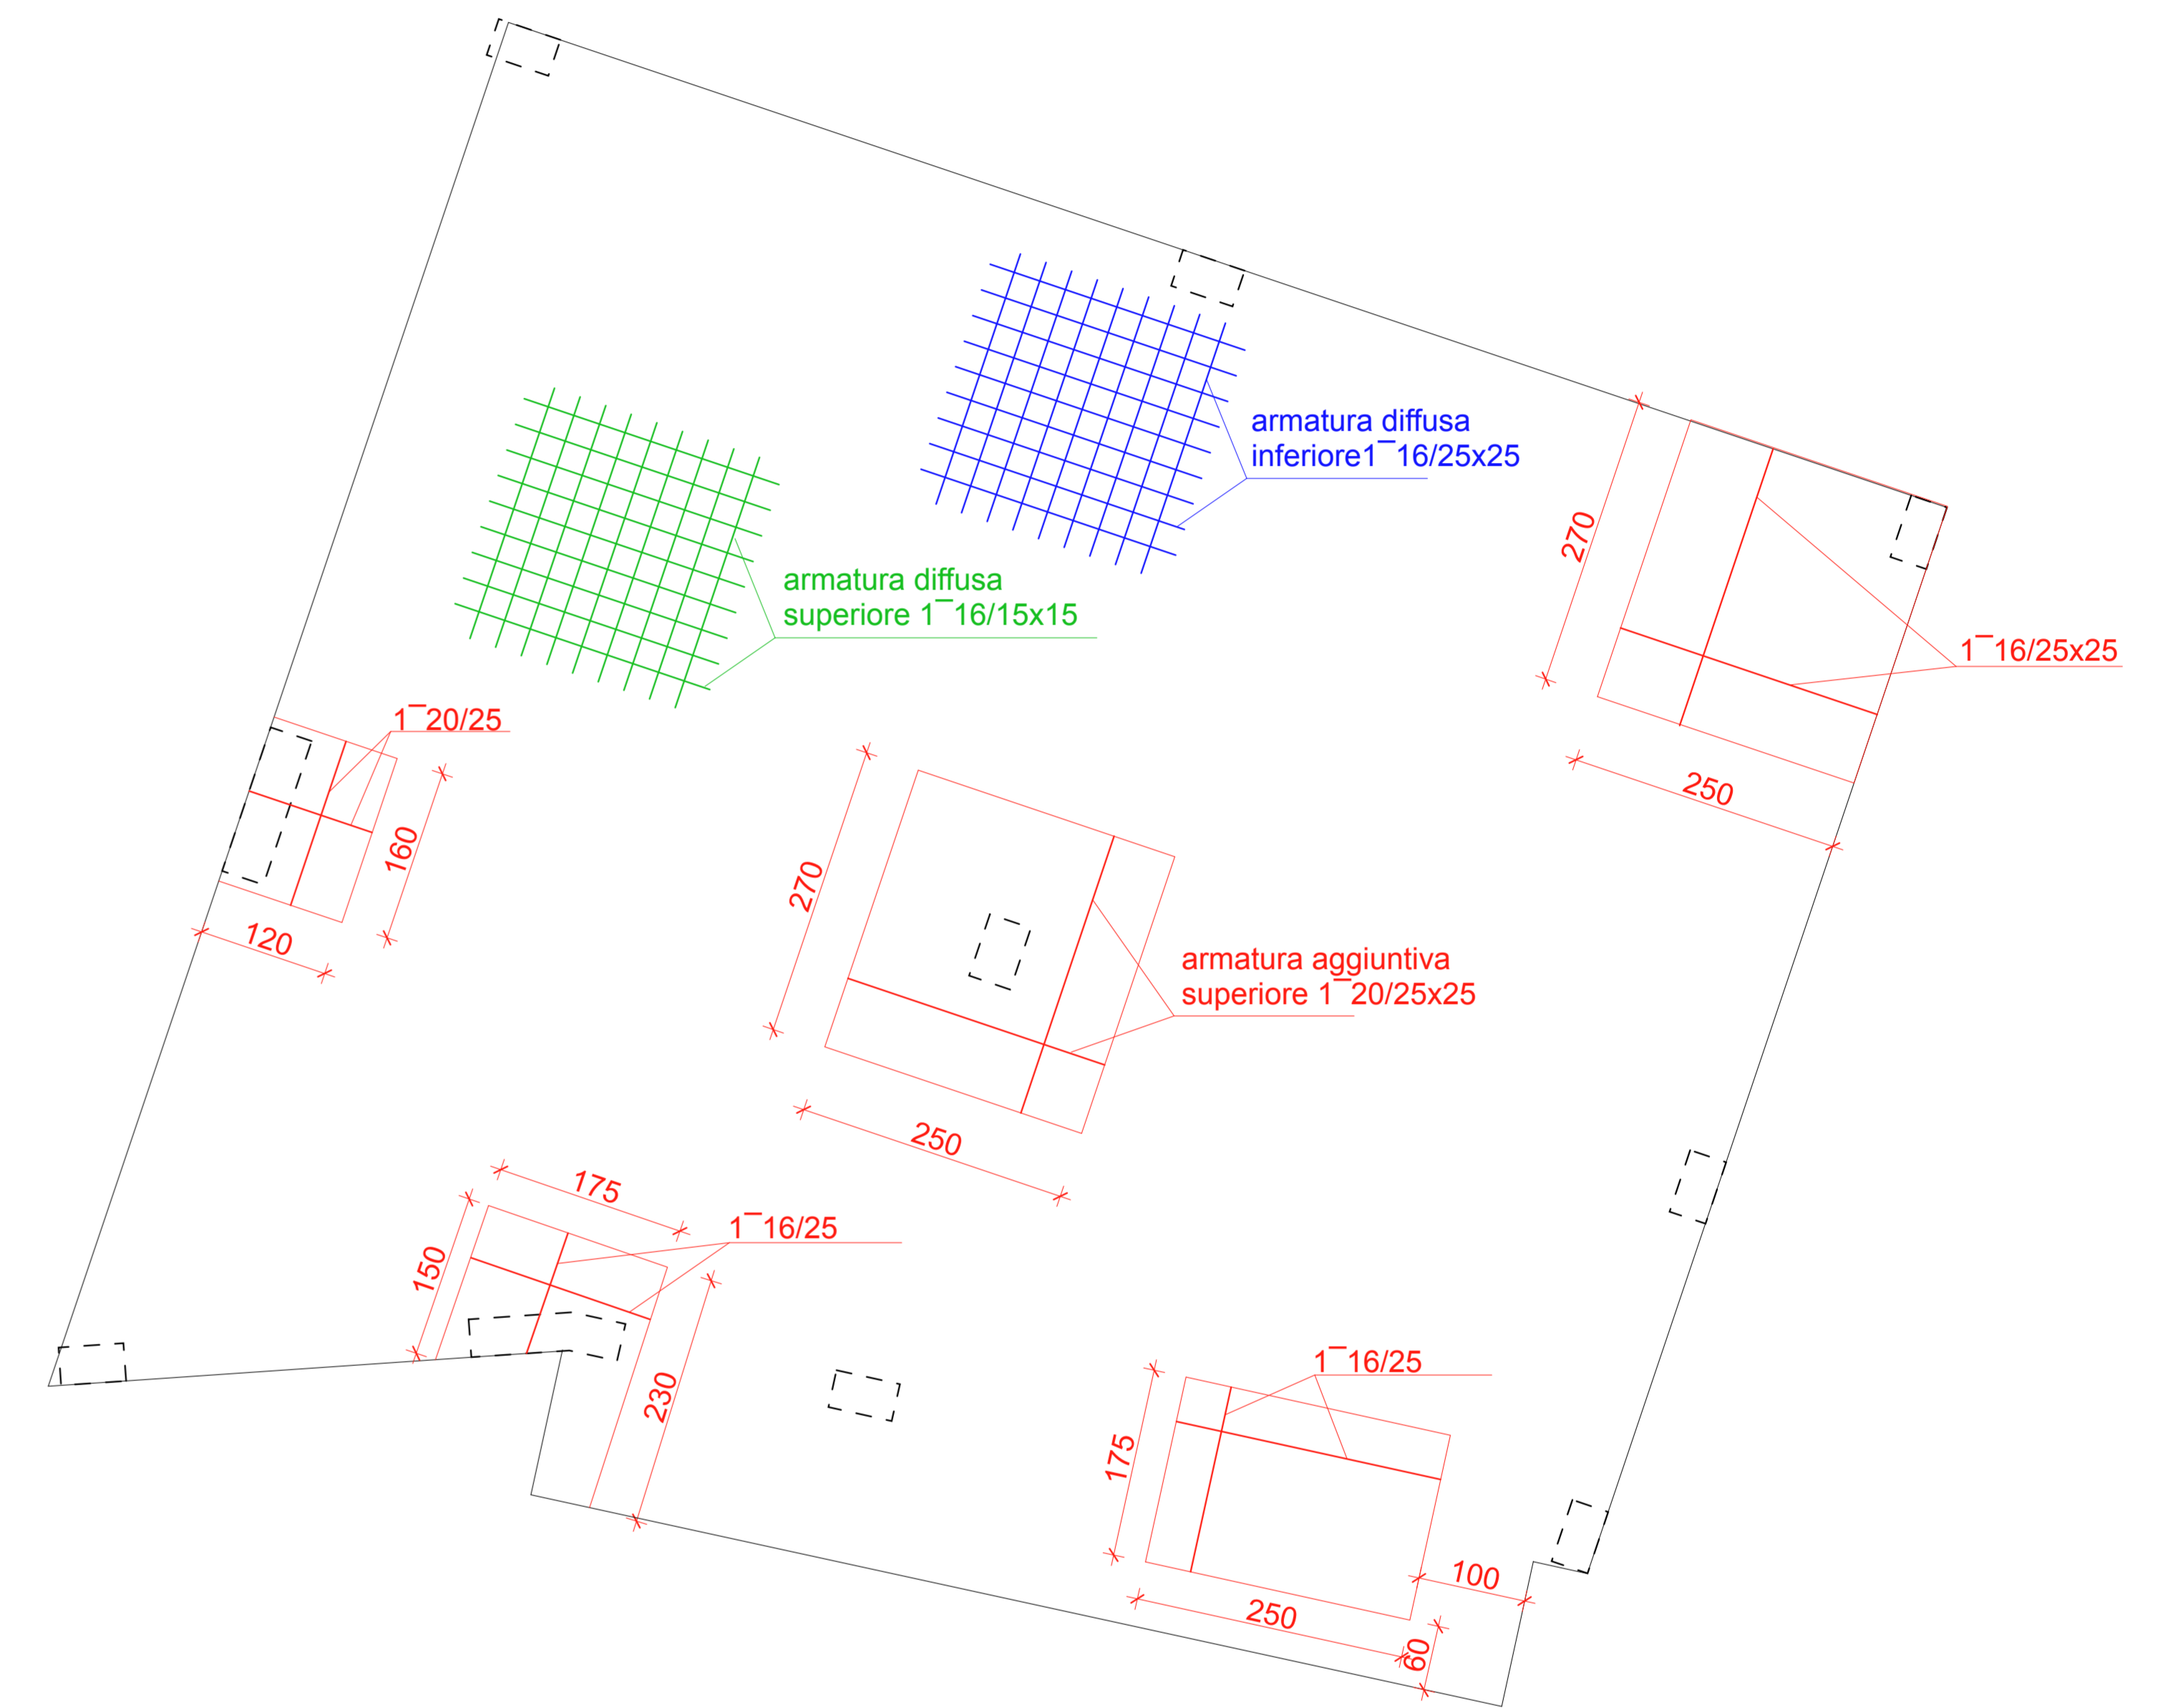 armatura diffusa
inferiore1¯16/25x25
270
armatura diffusa
superiore 1¯16/15x15
1¯16/25x25
1¯20/25
250
160
270
120
armatura aggiuntiva
superiore 1¯20/25x25
250
175
1¯16/25
150
230
1¯16/25
175
100
250
60